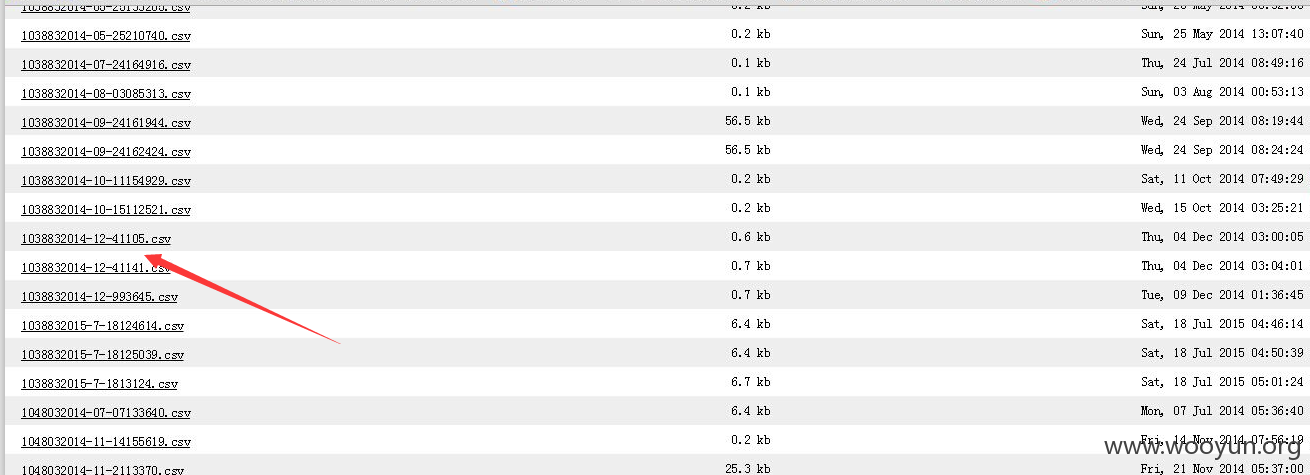 1038832014-05-25210740.csv 0.2 kb Sun, 25 May 2014 13:07:40
1038832014-07-24164916.csv 0.1 kb Thu, 24 Jul 2014 08:49:16
1038832014-08-03085313.csv 0.1 kb Sun, 03 Aug 2014 00:53:13
1038832014-09-24161944.csv 56.5 kb Wed, 24 Sep 2014 08:19:44
1038832014-09-24162424.csv 56.5 kb Wed, 24 Sep 2014 08:24:24
1038832014-10-11154929.csv 0.2 kb Sat, 11 Oct 2014 07:49:29
1038832014-10-15112521.csv 0.2 kb Wed, 15 Oct 2014 03:25:21
1038832014-12-41105.csv 0.6 kb Thu, 04 Dec 2014 03:00:05
1038832014-12-41141.csv 0.7 kb Thu, 04 Dec 2014 03:04:01
1038832014-12-993645.csv 0.7 kb Tue, 09 Dec 2014 01:36:45
1038832015-7-18124614.csv 6.4 kb Sat, 18 Jul 2015 04:46:14
1038832015-7-18125039.csv 6.4 kb Sat, 18 Jul 2015 04:50:39
1038832015-7-1813124.csv 6.7 kb Sat, 18 Jul 2015 05:01:24
1048032014-07-07133640.csv 6.4 kb Mon, 07 Jul 2014 05:36:40
1048032014-11-14155619.csv 0.2 kb Fri, 14 Nov 2014 07:56:19
www.wooyun.org
1048032014-11-2113370.csv 25.3 kb Fri, 21 Nov 2014 05:37:00